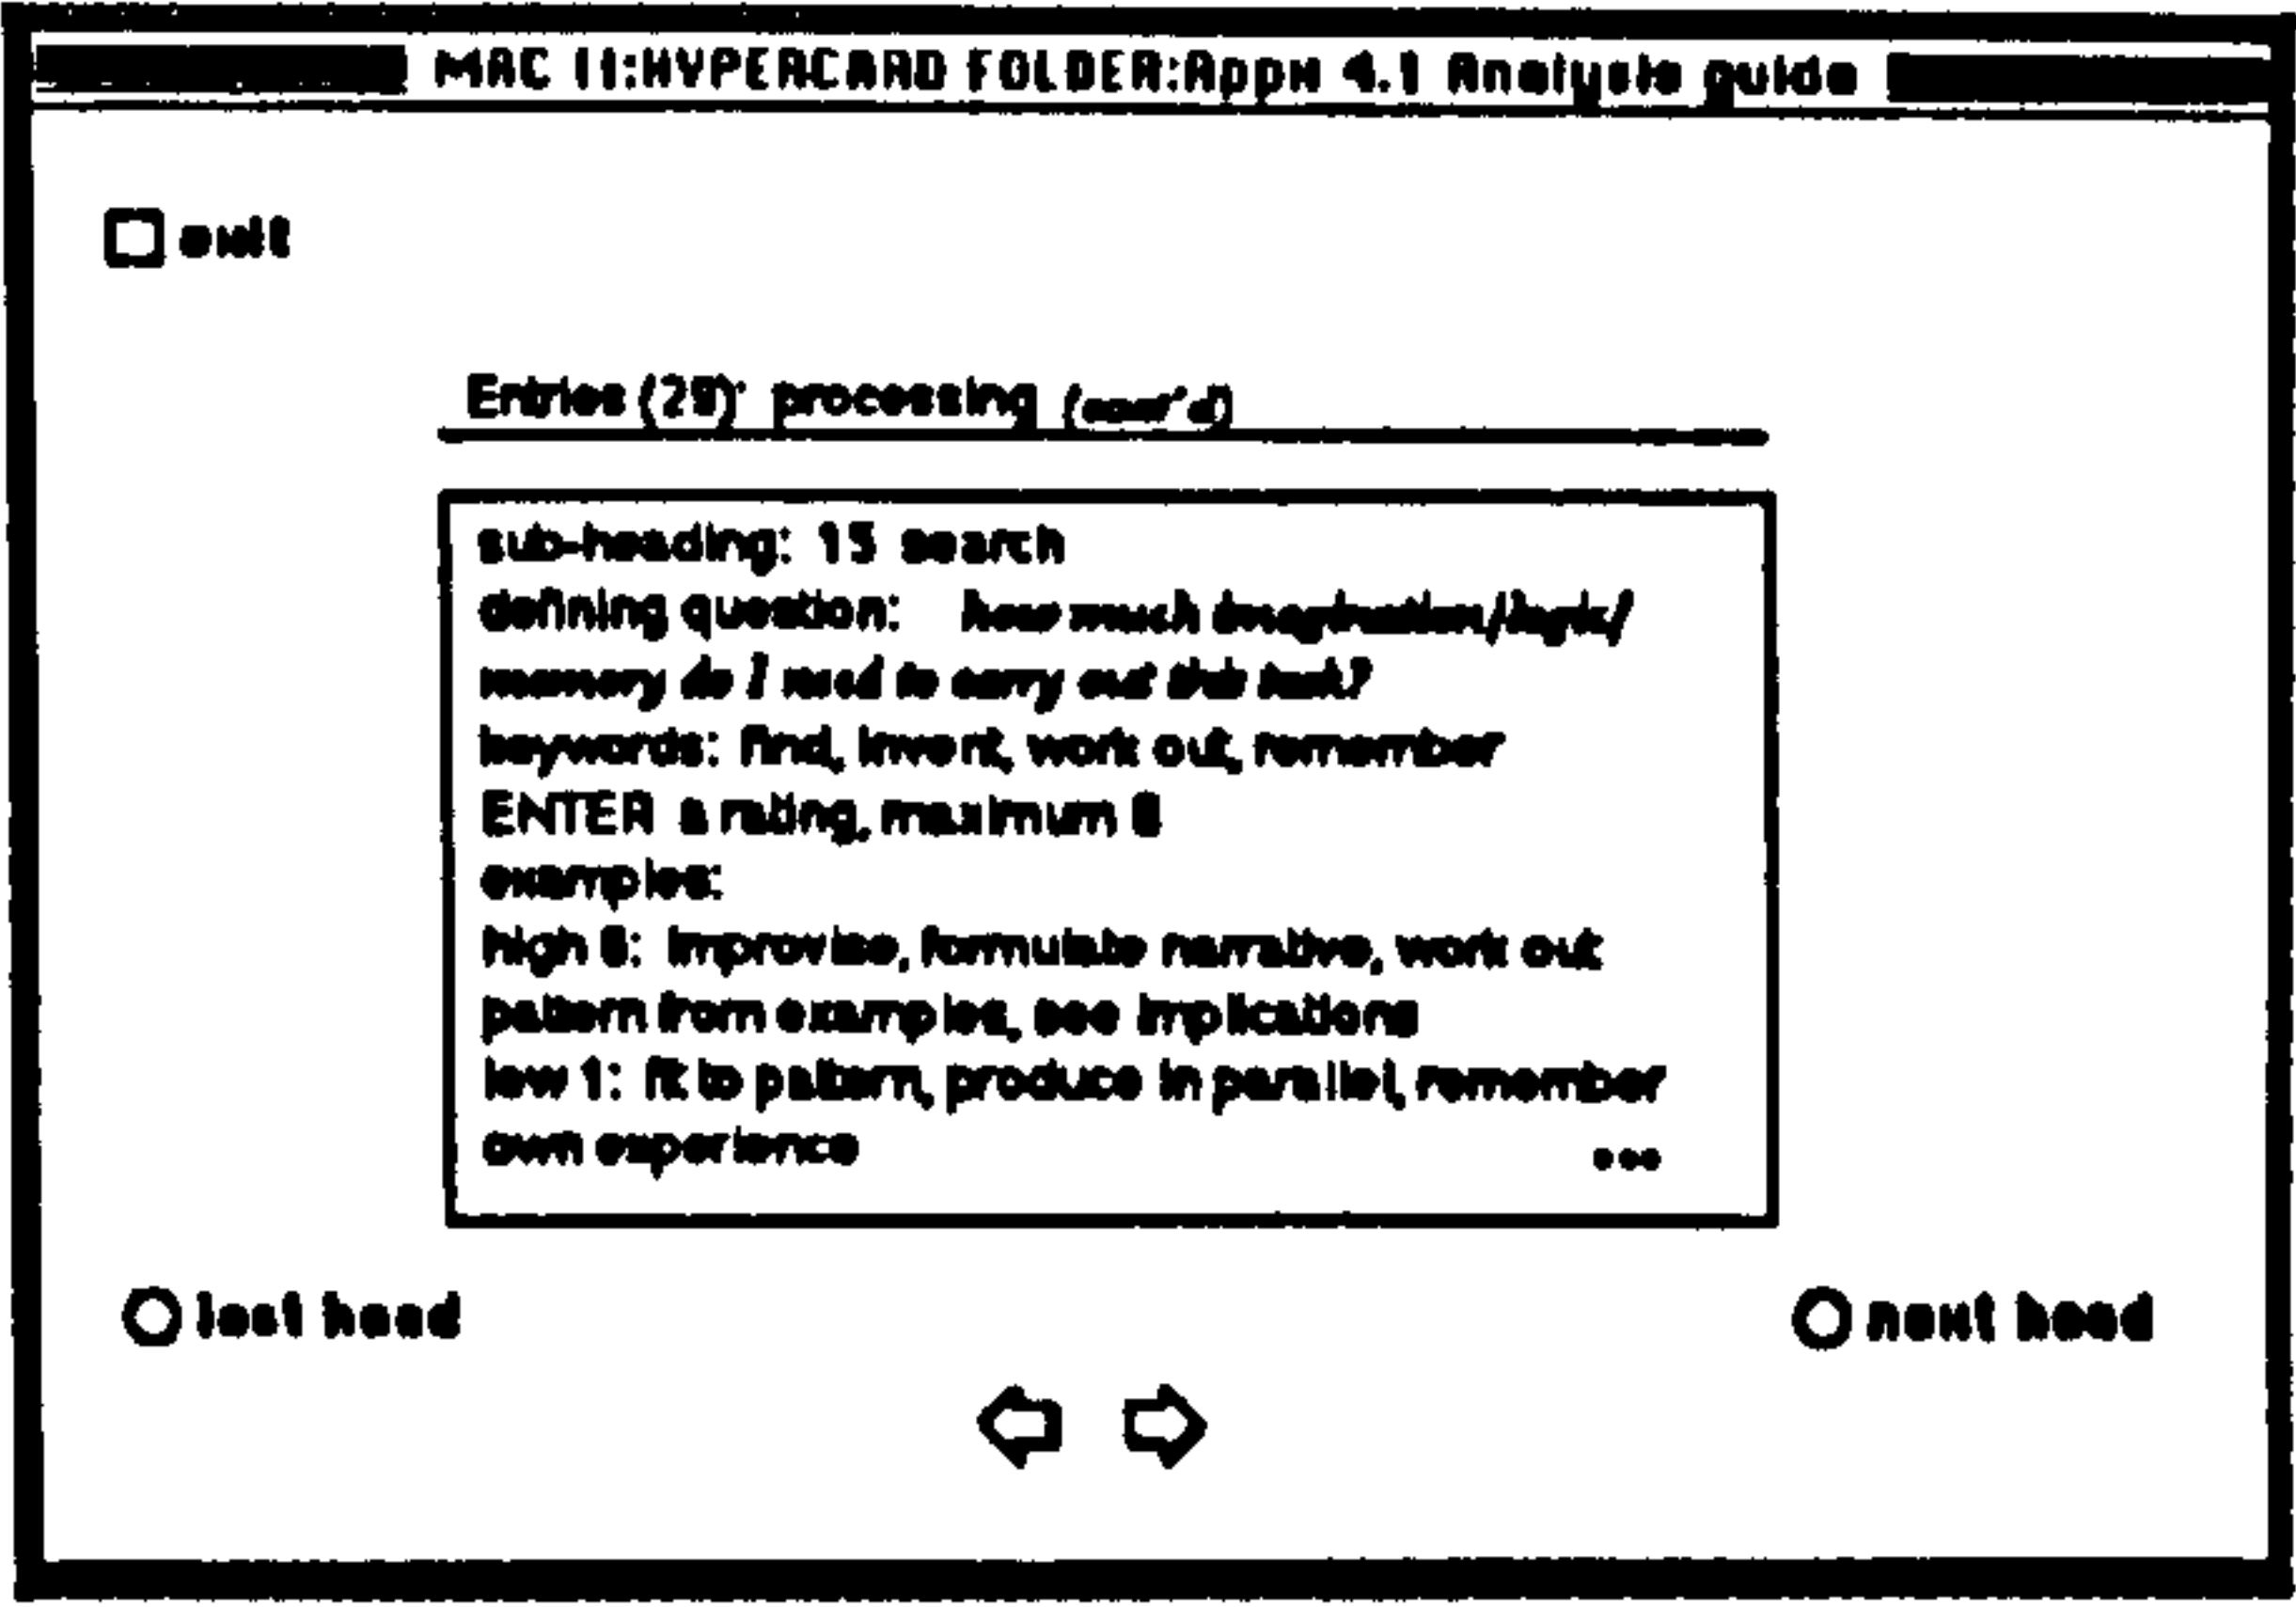 MAC II:HYPERCARD FOLDER:Appx 4.1 Analysis guide
exit
Entries (29): processing (cont'd)
sub-heading: 15 search
defining question: how much imagination/logic/
memory do I need to carry out this task?
keywords: find, invent, work out, remember
ENTER a rating, maximum
examples:
high : improvise, formulate narrative, work out
pattern from examples, see implications
low 1: fit to pattern, produce in parallel, remember
own experience ...
last head
next head